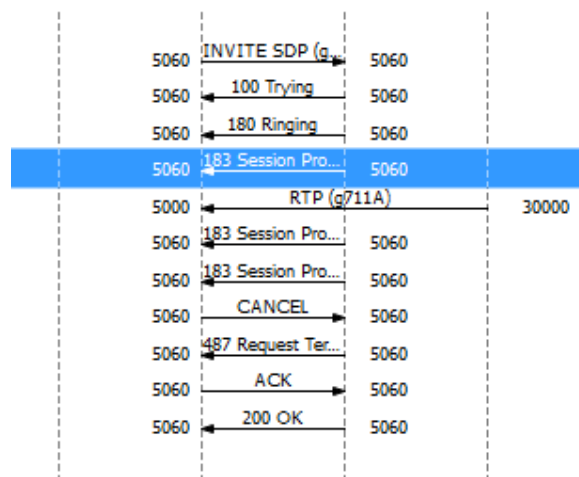 5060 INVITE SDP (g... 5060
5060 100 Trying 5060
5060 180 Ringing 5060
5060 183 Session Pro... 5060
5000 RTP (g711A) 30000
5060 183 Session Pro... 5060
5060 183 Session Pro... 5060
5060 CANCEL 5060
5060 487 Request Ter... 5060
5060 ACK 5060
5060 200 OK 5060